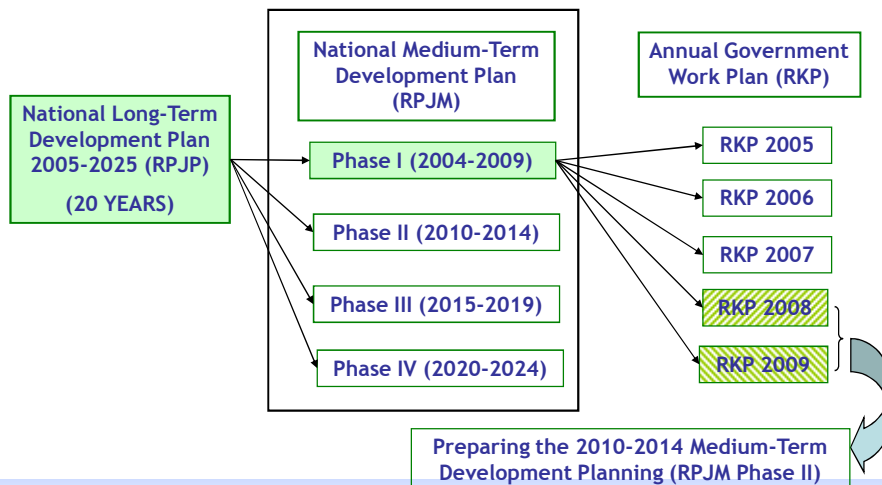 National Long-Term
Development Plan
2005-2025 (RPJP)
(20 YEARS)
National Medium-Term
Development Plan
(RPJM)
Phase I (2004-2009)
Phase II (2010-2014)
Phase III (2015-2019)
Phase IV (2020-2024)
Annual Government
Work Plan (RKP)
RKP 2005
RKP 2006
RKP 2007
RKP 2008
RKP 2009
Preparing the 2010-2014 Medium-Term
Development Planning (RPJM Phase II)